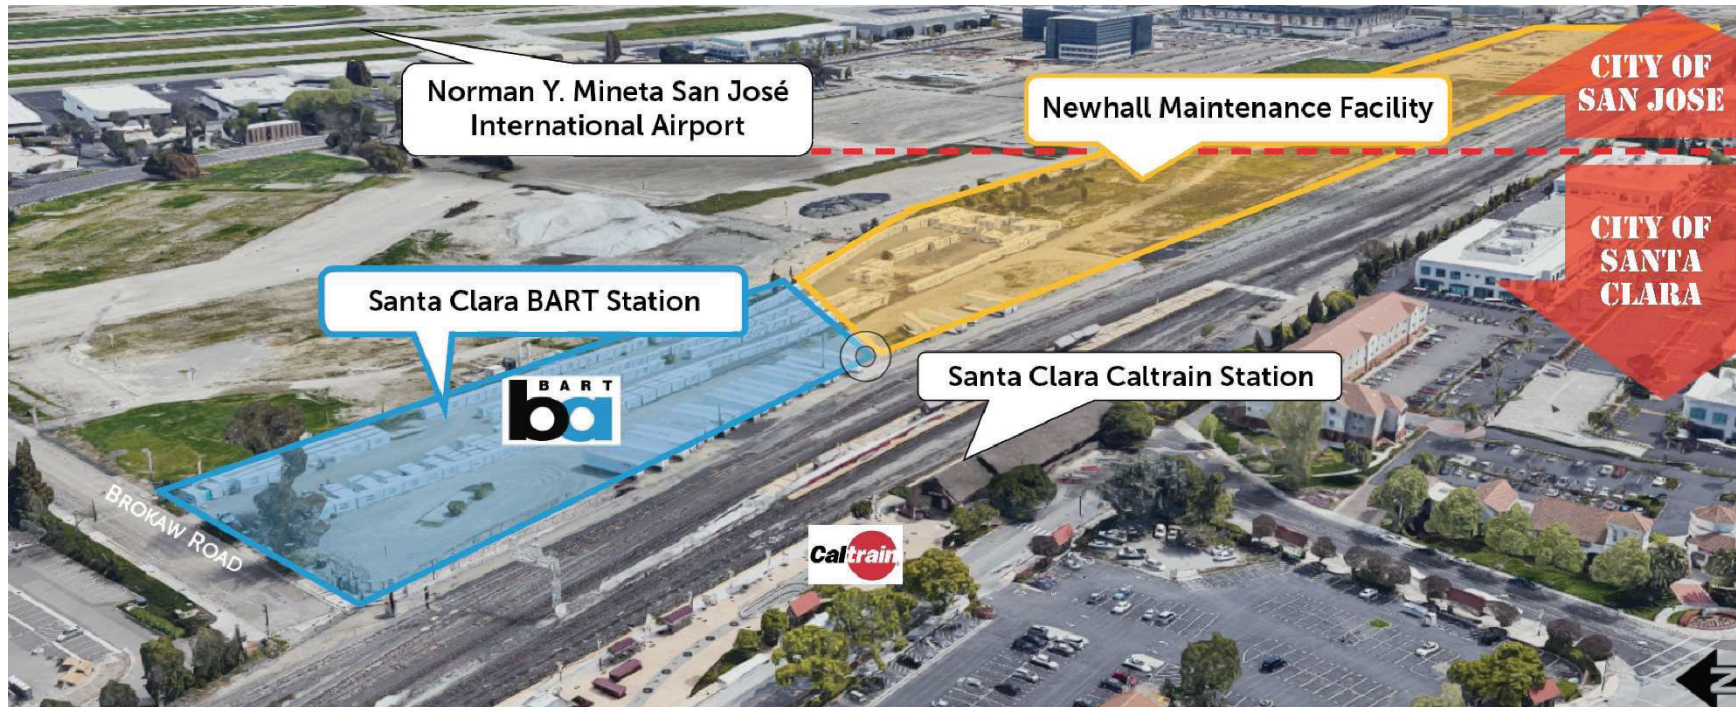 Norman Y. Mineta San José
International Airport
Newhall Maintenance Facility
CITY OF
SAN JOSE
CITY OF
SANTA
CLARA
Santa Clara BART Station
BART
ba
Santa Clara Caltrain Station
BROKAW ROAD
Caltrain
N